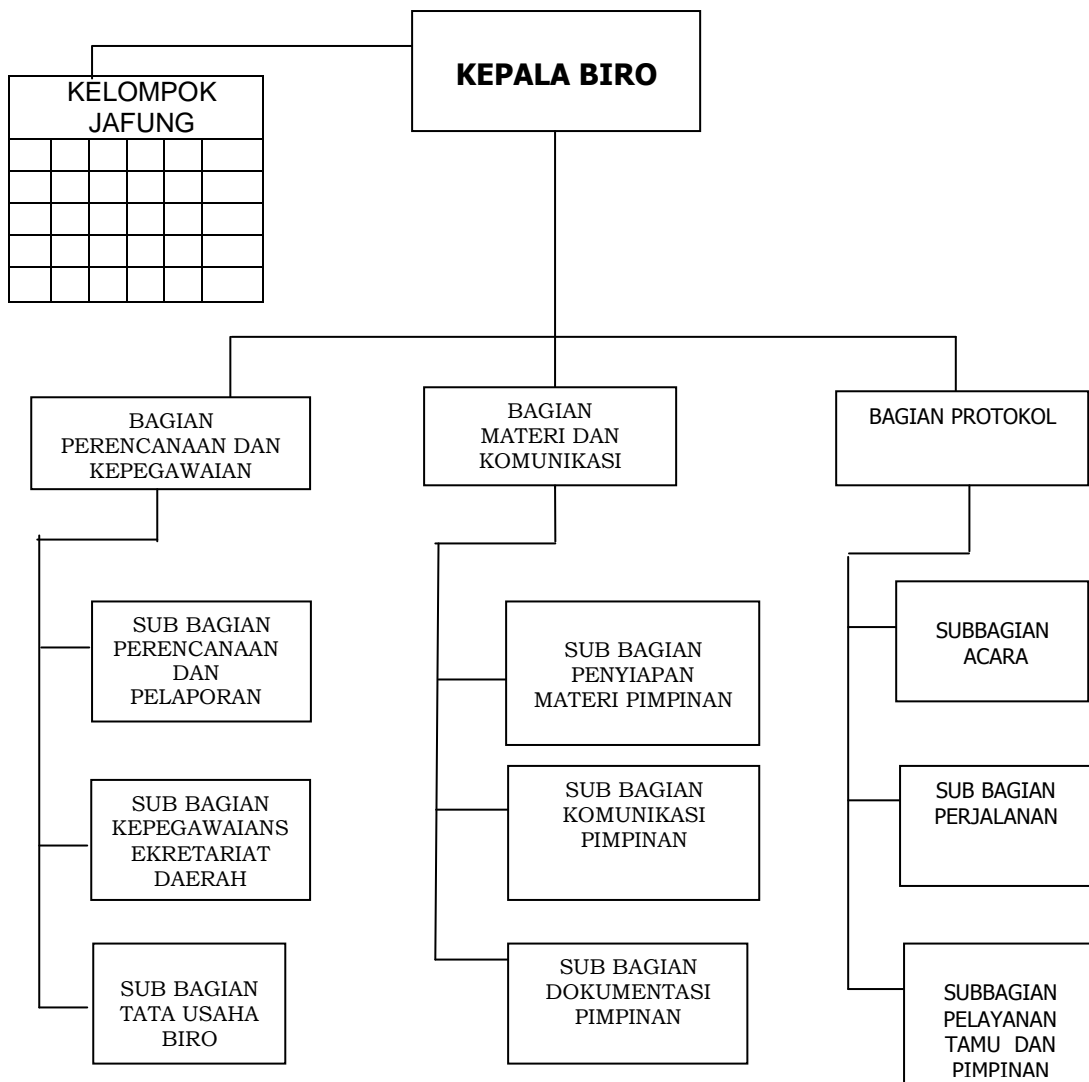 KEPALA BIRO
KELOMPOK
JAFUNG
BAGIAN
PERENCANAAN DAN
KEPEGAWAIAN
BAGIAN
MATERI DAN
KOMUNIKASI
BAGIAN PROTOKOL
SUB BAGIAN
PERENCANAAN
DAN
PELAPORAN
SUB BAGIAN
KEPEGAWAIANS
EKRETARIAT
DAERAH
SUB BAGIAN
TATA USAHA
BIRO
SUB BAGIAN
PENYIAPAN
MATERI PIMPINAN
SUB BAGIAN
KOMUNIKASI
PIMPINAN
SUB BAGIAN
DOKUMENTASI
PIMPINAN
SUBBAGIAN
ACARA
SUB BAGIAN
PERJALANAN
SUBBAGIAN
PELAYANAN
TAMU DAN
PIMPINAN